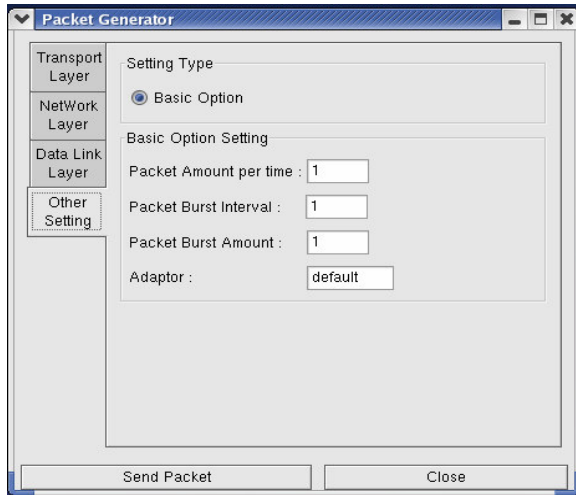 Packet Generator
Transport
Layer
NetWork
Layer
Data Link
Layer
Other
Setting
Setting Type
Basic Option
Basic Option Setting
Packet Amount per time : 1
Packet Burst Interval : 1
Packet Burst Amount : 1
Adaptor : default
Send Packet
Close